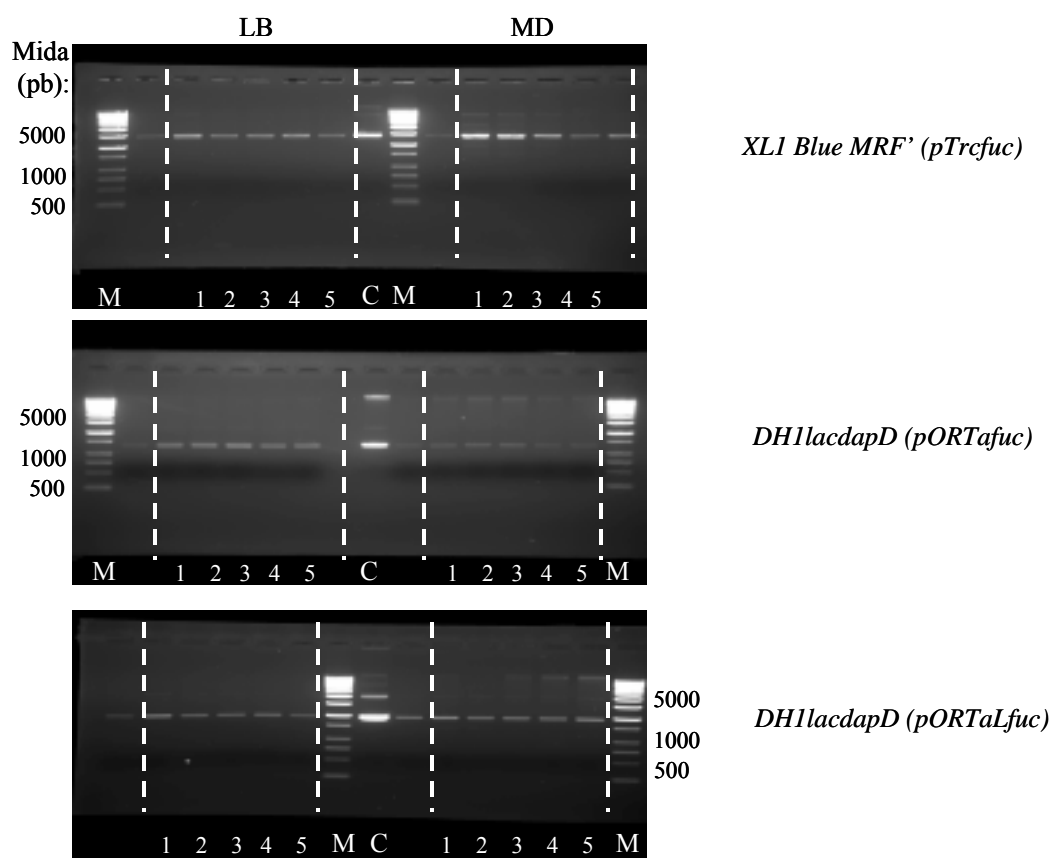 LB MD
Mida
(pb):
5000
1000
500
XL1 Blue MRF’ (pTrcfuc)
M 1 2 3 4 5 C M 1 2 3 4 5
5000
1000
500
DH1lacdapD (pORTafuc)
M 1 2 3 4 5 C 1 2 3 4 5 M
5000
1000
500
DH1lacdapD (pORTaLfuc)
1 2 3 4 5 M C 1 2 3 4 5 M